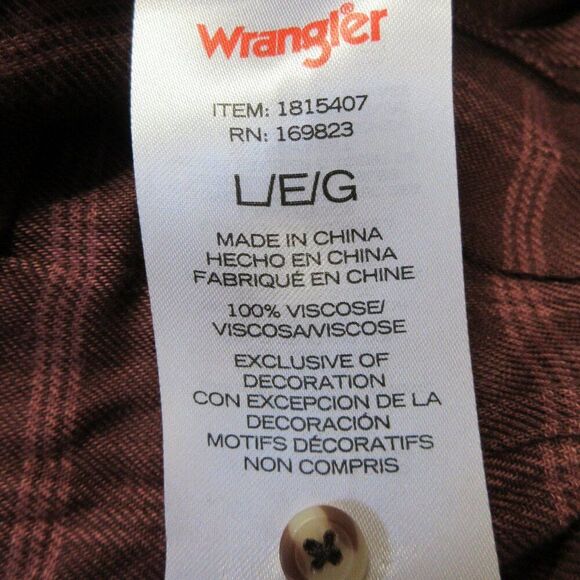 Wrangler®
ITEM: 1815407
RN: 169823
L/E/G
MADE IN CHINA
HECHO EN CHINA
FABRIQUÉ EN CHINE
100% VISCOSE/
VISCOSA/VISCOSE
EXCLUSIVE OF
DECORATION
CON EXCEPCION DE LA
DECORACIÓN
MOTIFS DÉCORATIFS
NON COMPRIS